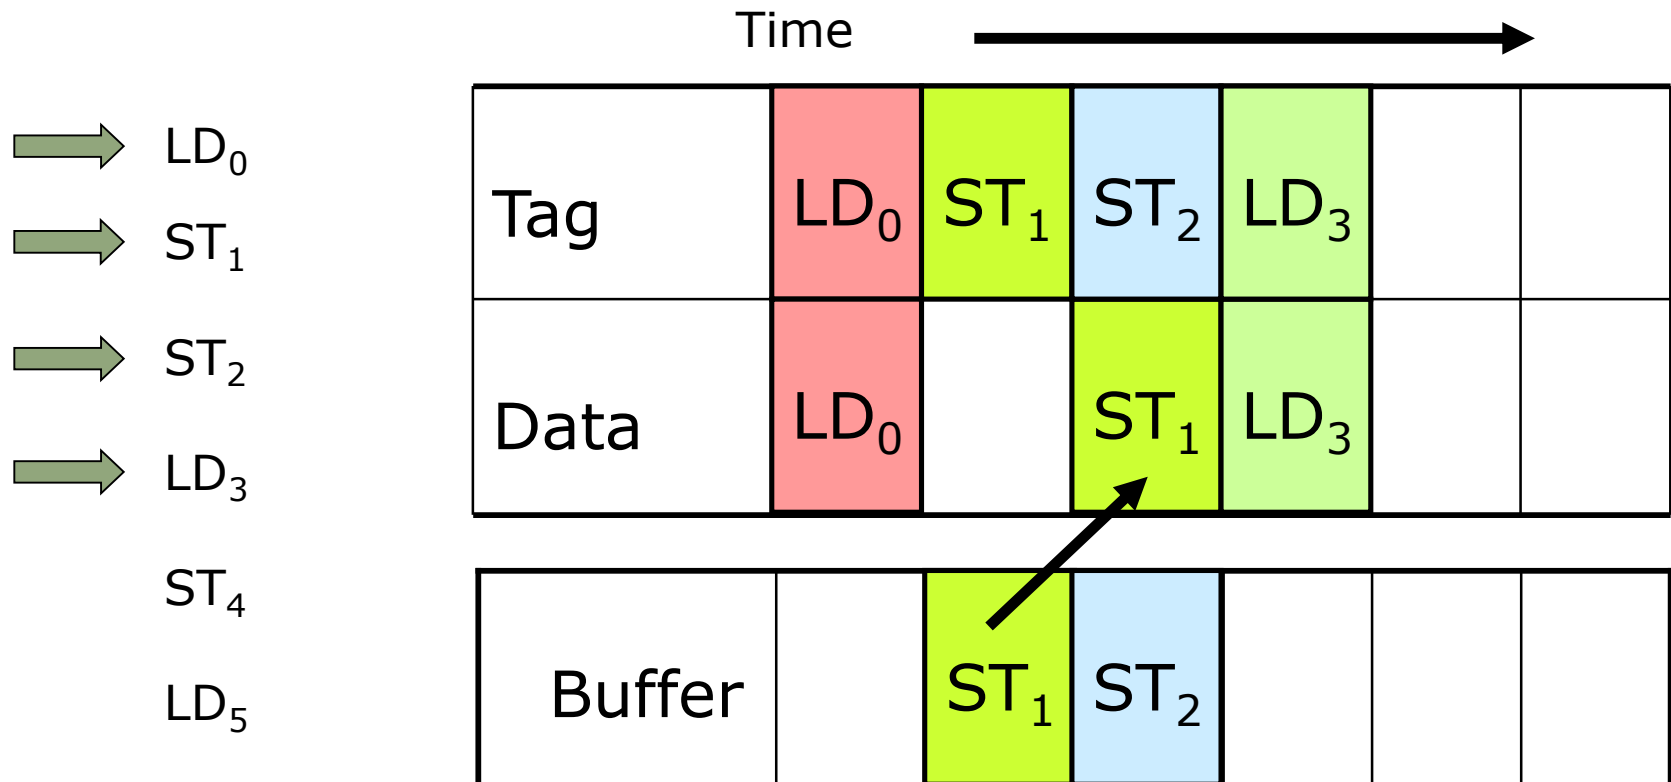 Time
LD₀
ST₁
ST₂
LD₃
ST₄
LD₅
Tag LD₀ ST₁ ST₂ LD₃
Data LD₀ ST₁ LD₃
Buffer ST₁ ST₂